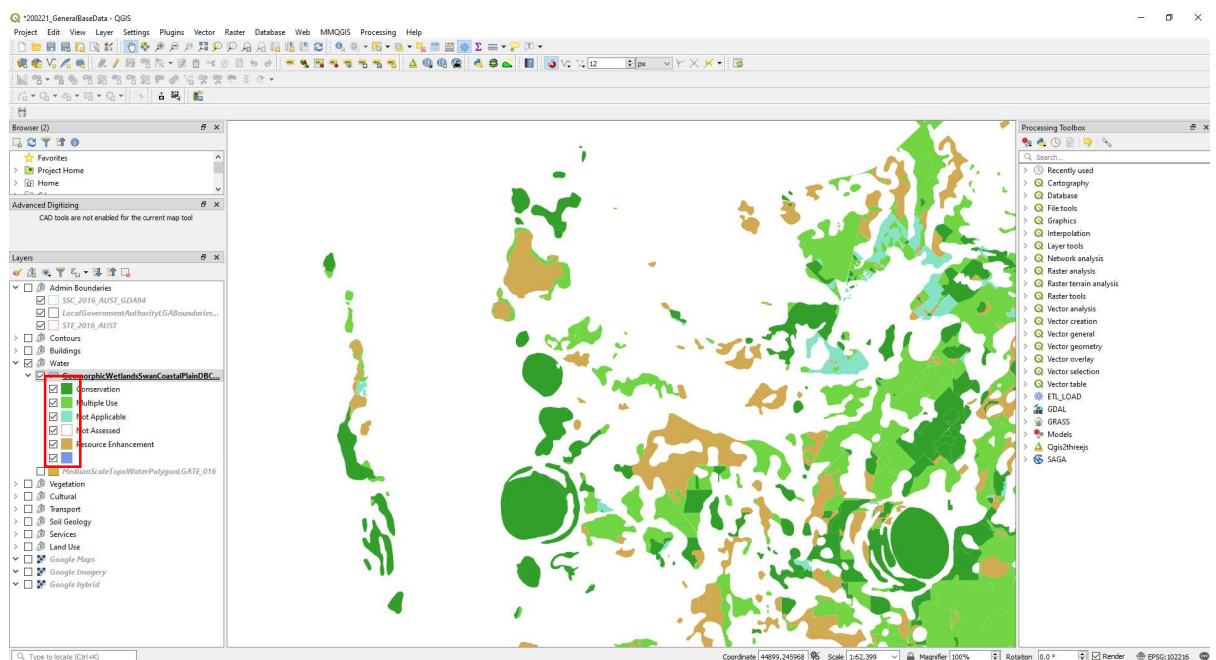 *200221_GeneralBaseData - QGIS
Project Edit View Layer Settings Plugins Vector Raster Database Web MMQGIS Processing Help
12 px
Browser (2)
Favorites
Project Home
Home
Advanced Digitizing
CAD tools are not enabled for the current map tool
Layers
Admin Boundaries
SSC_2016_AUST_GDA94
LocalGovernmentAuthorityLGABoundaries...
STE_2016_AUST
Contours
Buildings
Water
GeomorphicWetlandsSwanCoastalPlainDBC...
Conservation
Multiple Use
Not Applicable
Not Assessed
Resource Enhancement
MediumScaleTopoWaterPolygonLGATE_016
Vegetation
Cultural
Transport
Soil Geology
Services
Land Use
Google Maps
Google Imagery
Google hybrid
Processing Toolbox
Search...
Recently used
Cartography
Database
File tools
Graphics
Interpolation
Layer tools
Network analysis
Raster analysis
Raster terrain analysis
Raster tools
Vector analysis
Vector creation
Vector general
Vector geometry
Vector overlay
Vector selection
Vector table
ETL_LOAD
GDAL
GRASS
Models
Qgis2threejs
SAGA
Type to locate (Ctrl+K)
Coordinate 44899,245968 Scale 1:62,399 Magnifier 100% Rotation 0.0 ° Render EPSG:102216